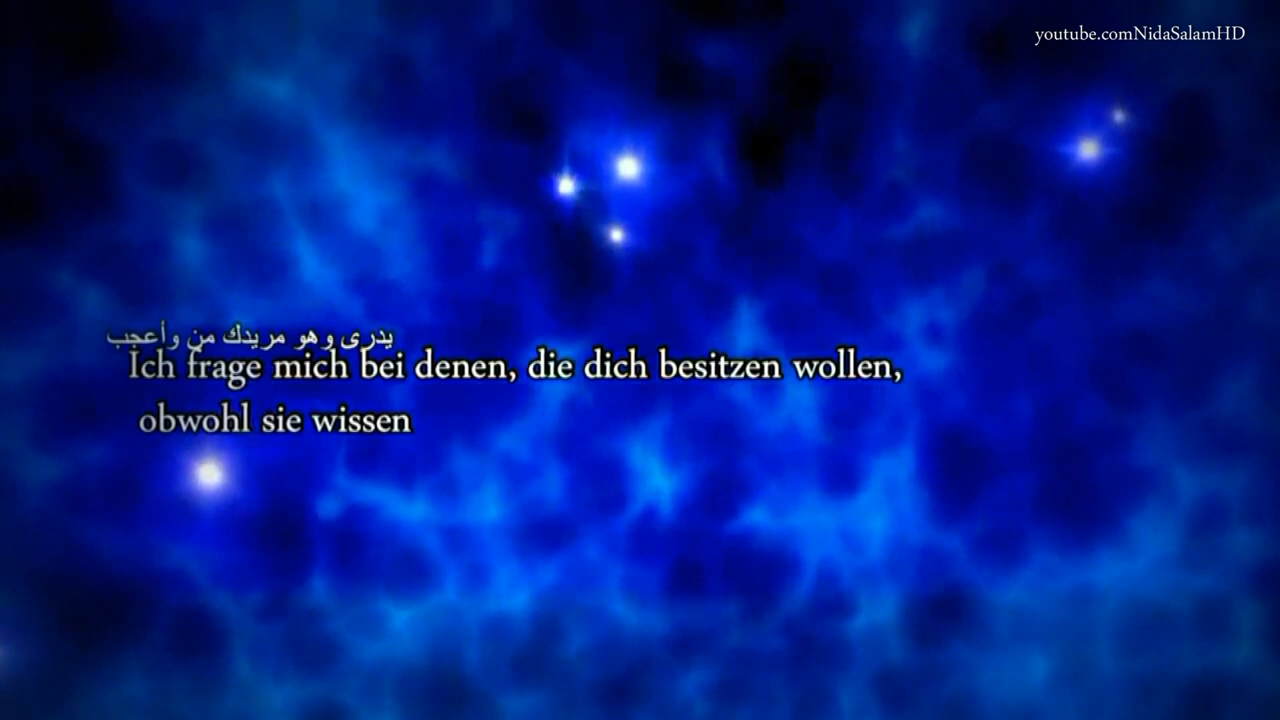 youtube.comNidaSalamHD
يدرى وهو مريدك من وأعجب
Ich frage mich bei denen, die dich besitzen wollen,
obwohl sie wissen